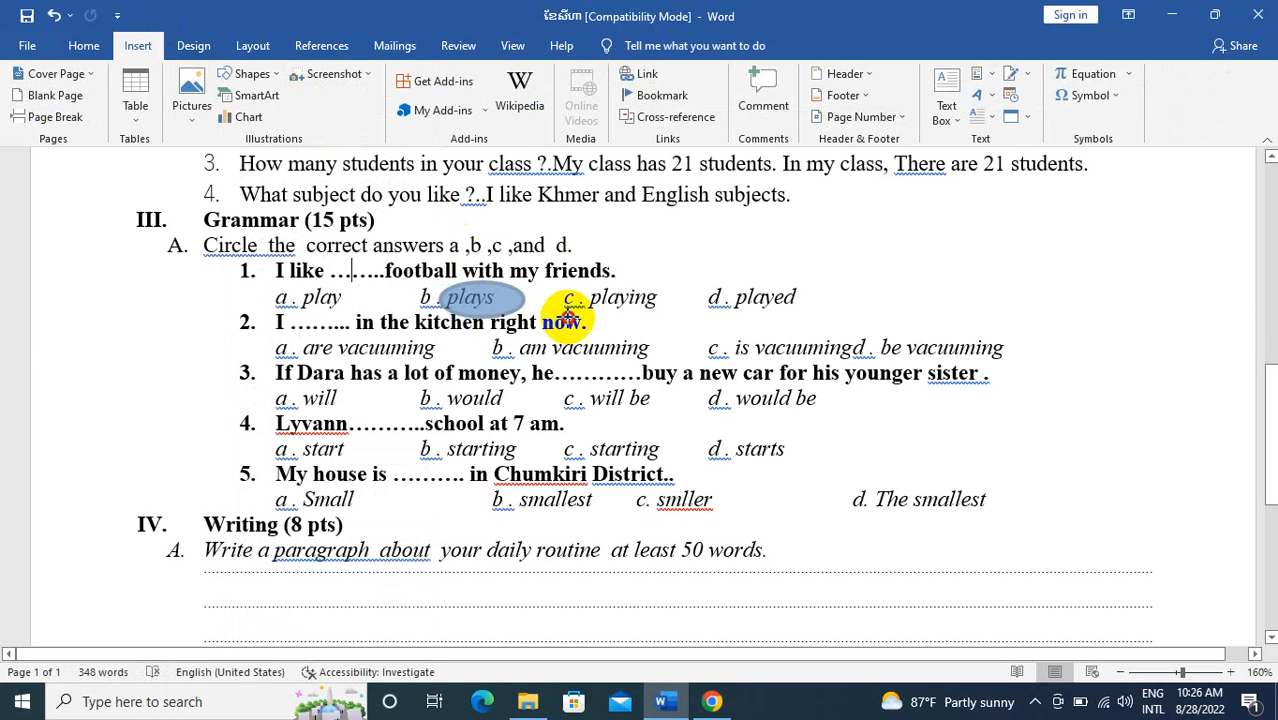 ខែសីហា [Compatibility Mode] - Word
Sign in
File Home Insert Design Layout References Mailings Review View Help Tell me what you want to do Share
Cover Page
Blank Page
Page Break
Pages
Table
Tables
Pictures
Shapes
SmartArt
Chart
Screenshot
Illustrations
Get Add-ins
My Add-ins
Wikipedia
Add-ins
Online Videos
Media
Link
Bookmark
Cross-reference
Links
Comment
Comments
Header
Footer
Page Number
Header & Footer
Text Box
Text
Equation
Symbol
Symbols
3. How many students in your class ?.My class has 21 students. In my class, There are 21 students.
4. What subject do you like ?..I like Khmer and English subjects.
III. Grammar (15 pts)
A. Circle the correct answers a ,b ,c ,and d.
1. I like ……..football with my friends.
a . play b . plays c . playing d . played
2. I ……... in the kitchen right now.
a . are vacuuming b . am vacuuming c . is vacuumingd . be vacuuming
3. If Dara has a lot of money, he…………buy a new car for his younger sister .
a . will b . would c . will be d . would be
4. Lyvann………..school at 7 am.
a . start b . starting c . starting d . starts
5. My house is ………. in Chumkiri District..
a . Small b . smallest c. smller d. The smallest
IV. Writing (8 pts)
A. Write a paragraph about your daily routine at least 50 words.
Page 1 of 1 348 words English (United States) Accessibility: Investigate 160%
Type here to search
87°F Partly sunny
ENG
INTL
10:26 AM
8/28/2022